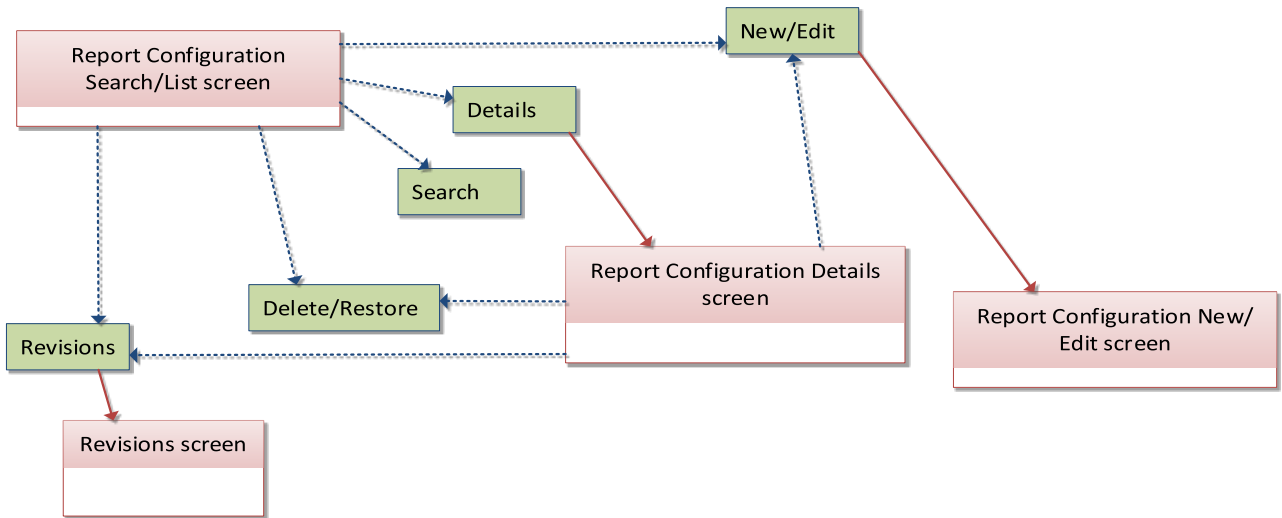 New/Edit
Report Configuration
Search/List screen
Details
Search
Report Configuration Details
screen
Delete/Restore
Report Configuration New/
Edit screen
Revisions
Revisions screen